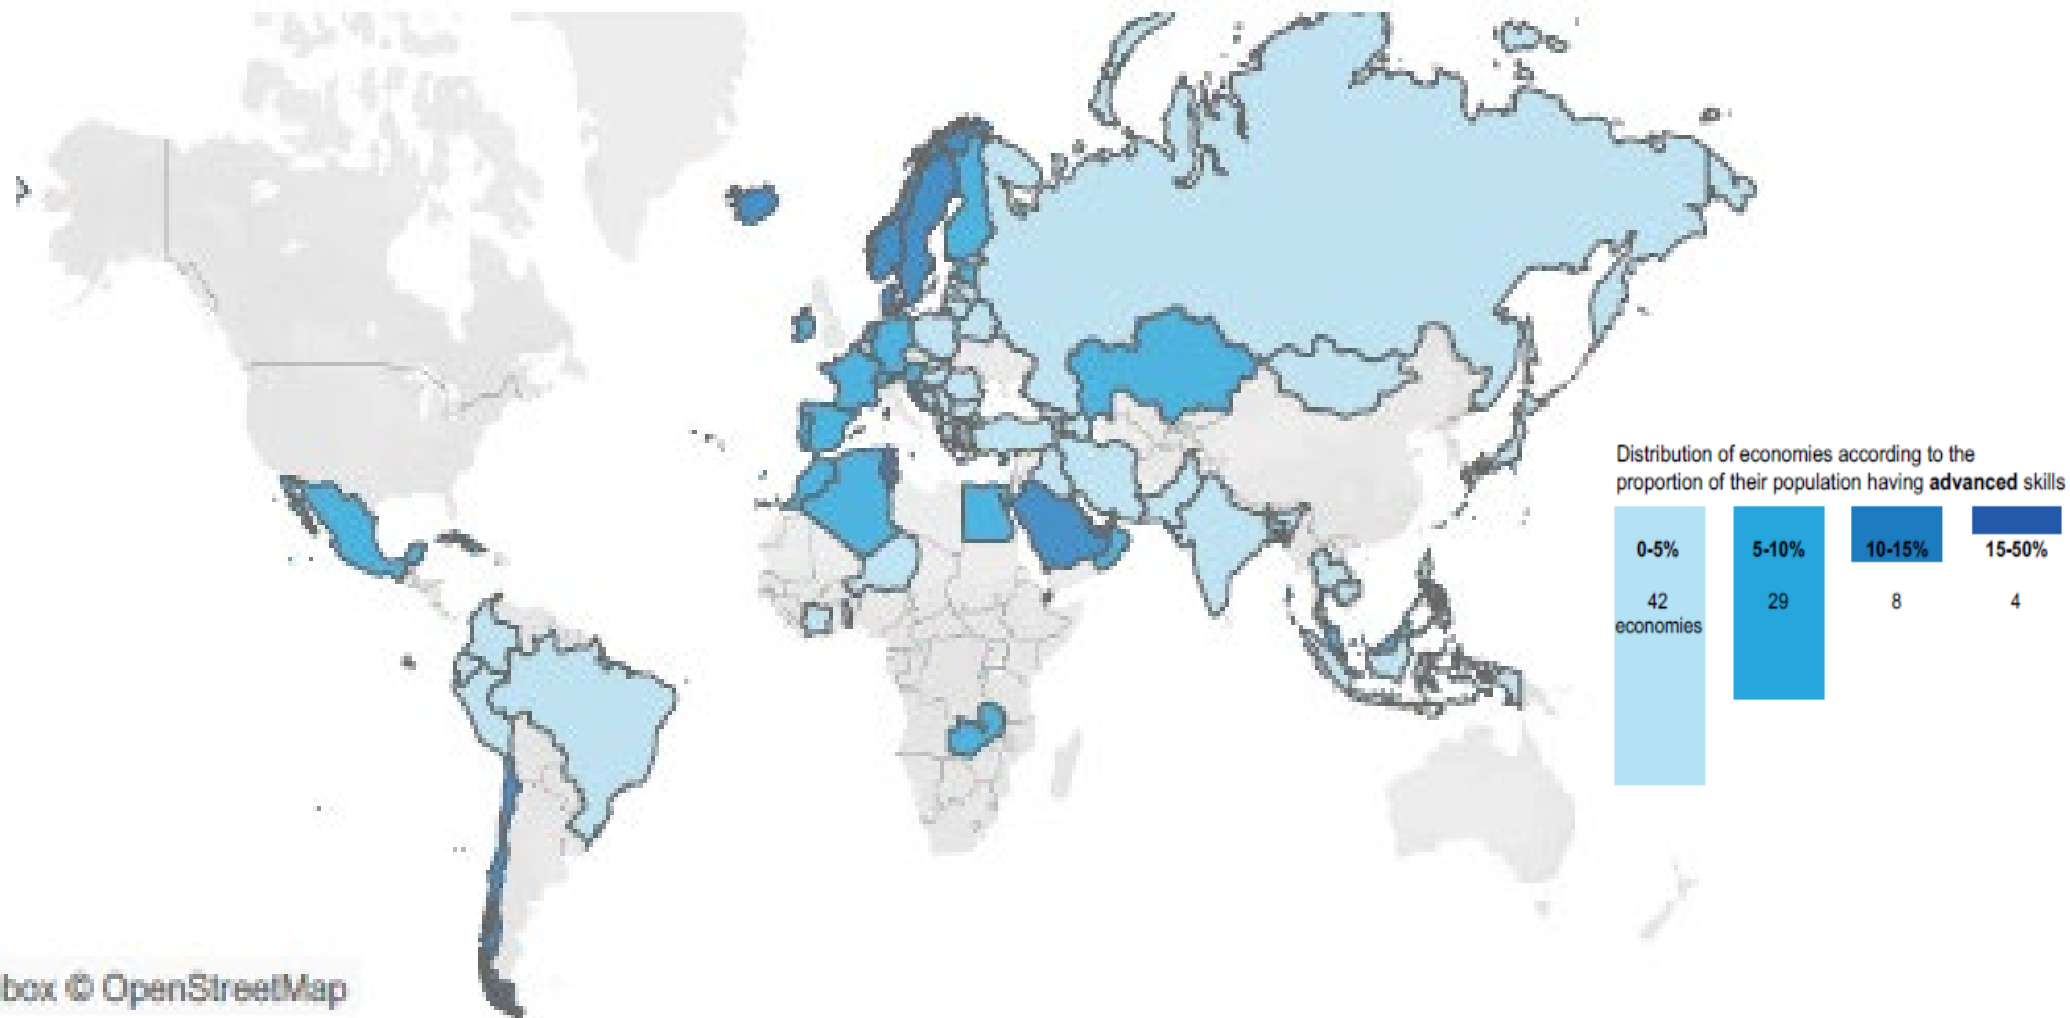 Distribution of economies according to the
proportion of their population having advanced skills
0-5%
5-10%
10-15%
15-50%
42
economies
29
8
4
box © OpenStreetMap